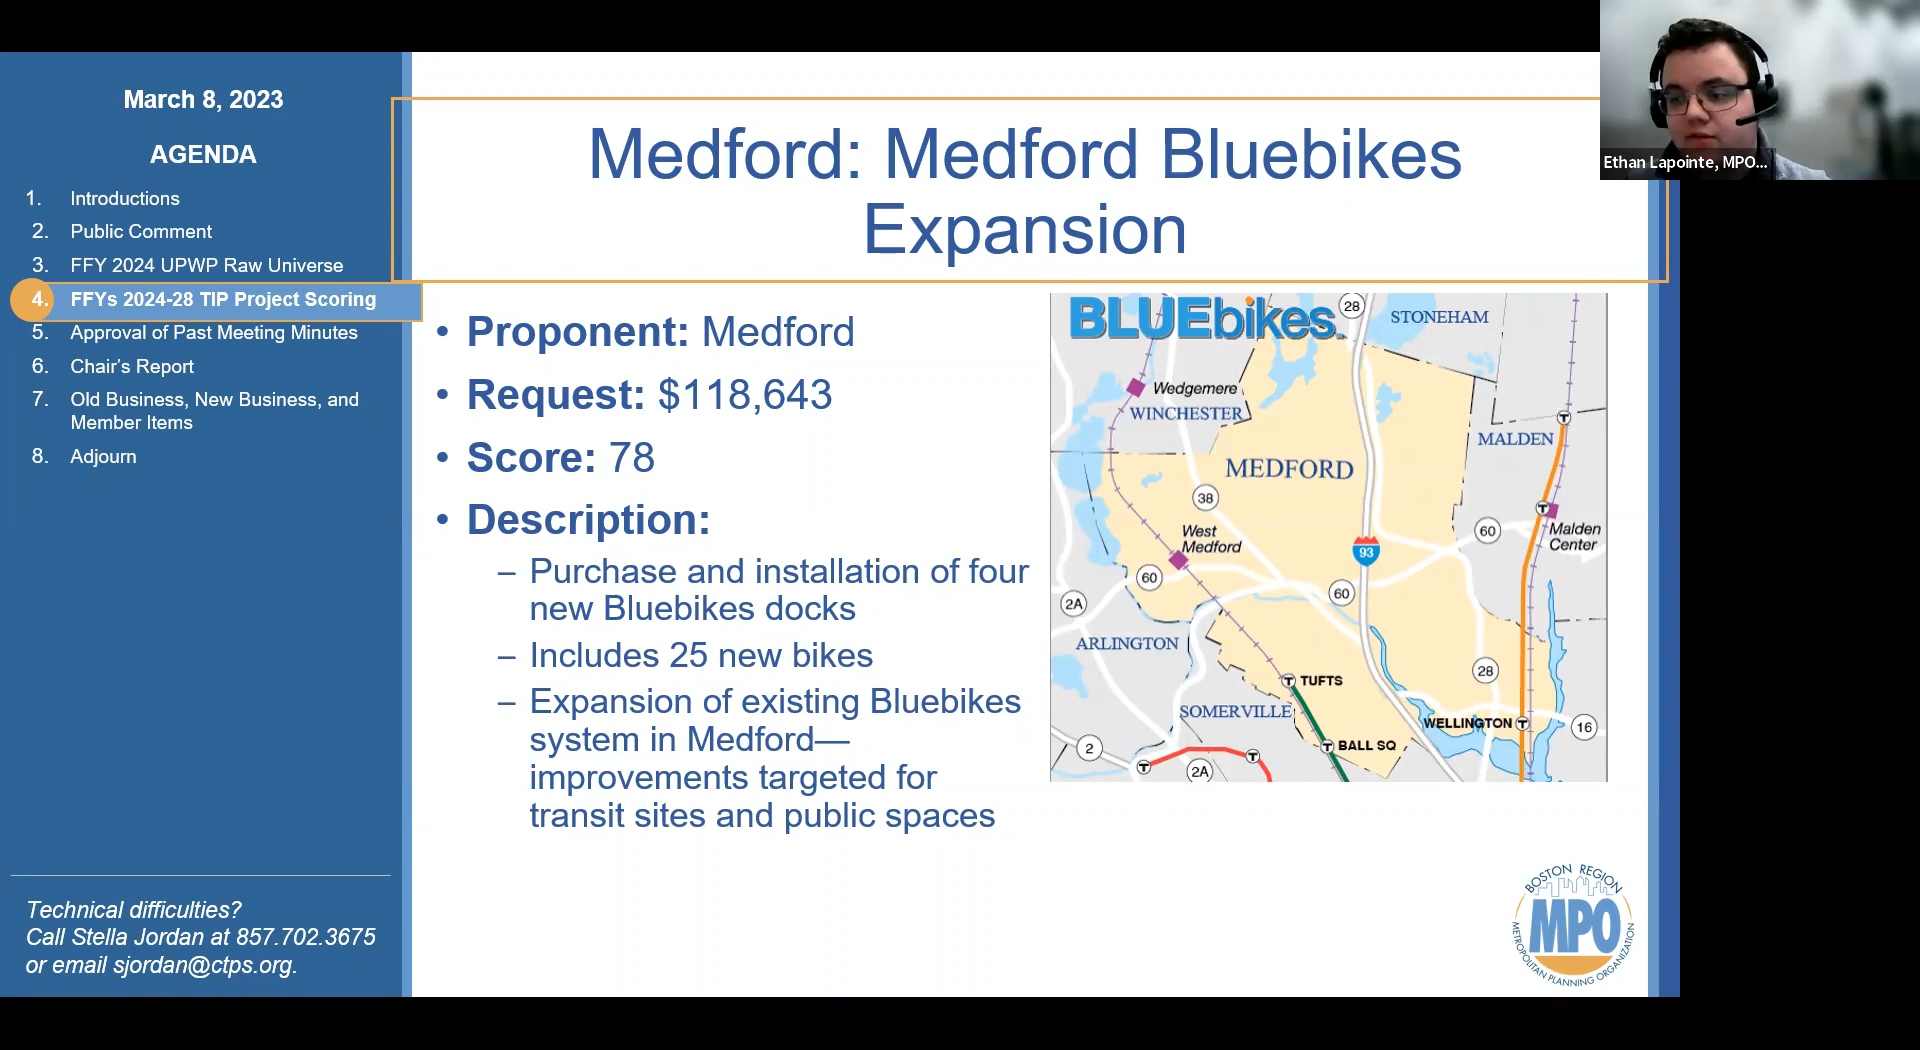 March 8, 2023
AGENDA
1. Introductions
2. Public Comment
3. FFY 2024 UPWP Raw Universe
4. FFYs 2024-28 TIP Project Scoring
5. Approval of Past Meeting Minutes
6. Chair's Report
7. Old Business, New Business, and
Member Items
8. Adjourn
Technical difficulties?
Call Stella Jordan at 857.702.3675
or email sjordan@ctps.org.
Medford: Medford Bluebikes
Expansion
• Proponent: Medford
• Request: $118,643
• Score: 78
• Description:
– Purchase and installation of four
new Bluebikes docks
– Includes 25 new bikes
– Expansion of existing Bluebikes
system in Medford—
improvements targeted for
transit sites and public spaces
BLUEbikes
28
STONEHAM
Wedgemere
WINCHESTER
MALDEN
T
MEDFORD
38
T
West
Medford
60
Malden
Center
93
60
60
2A
ARLINGTON
28
T TUFTS
SOMERVILLE
WELLINGTON T
16
2
T BALL SQ
T
T
2A
BOSTON REGION
MPO
METROPOLITAN PLANNING ORGANIZATION
Ethan Lapointe, MPO...